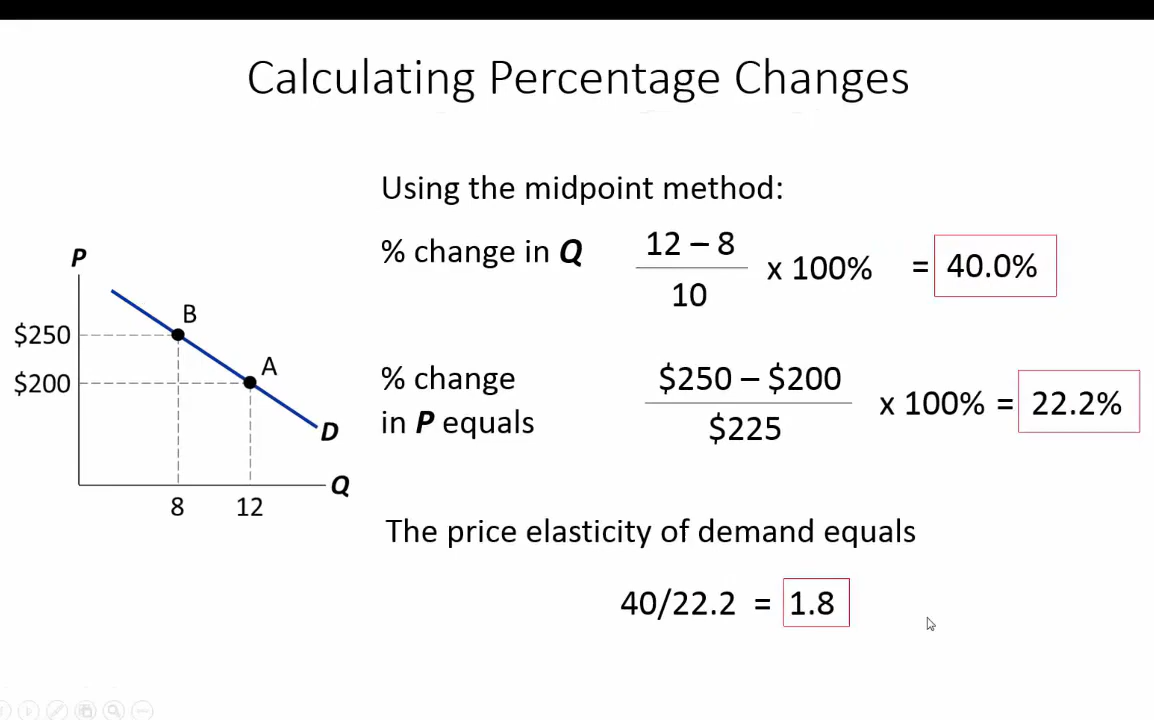 Calculating Percentage Changes
Using the midpoint method:
% change in Q
12 – 8
10
x 100%
= 40.0%
P
B
$250
A
$200
D
Q
8 12
% change
in P equals
$250 – $200
$225
x 100% = 22.2%
The price elasticity of demand equals
40/22.2 = 1.8